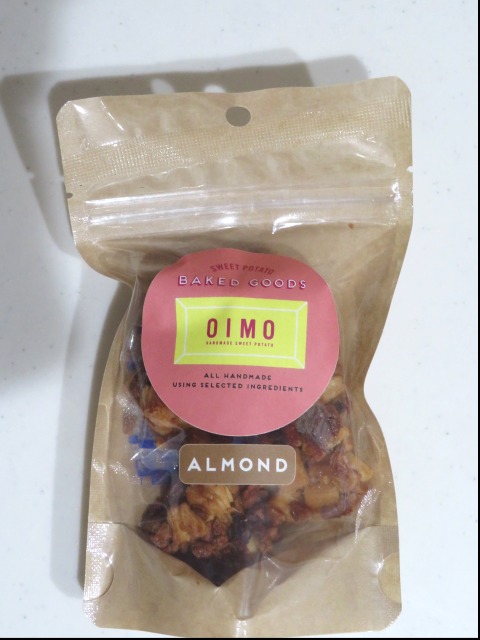 SWEET POTATO
BAKED GOODS
OIMO
HANDMADE SWEET POTATO
ALL HANDMADE
USING SELECTED INGREDIENTS
ALMOND